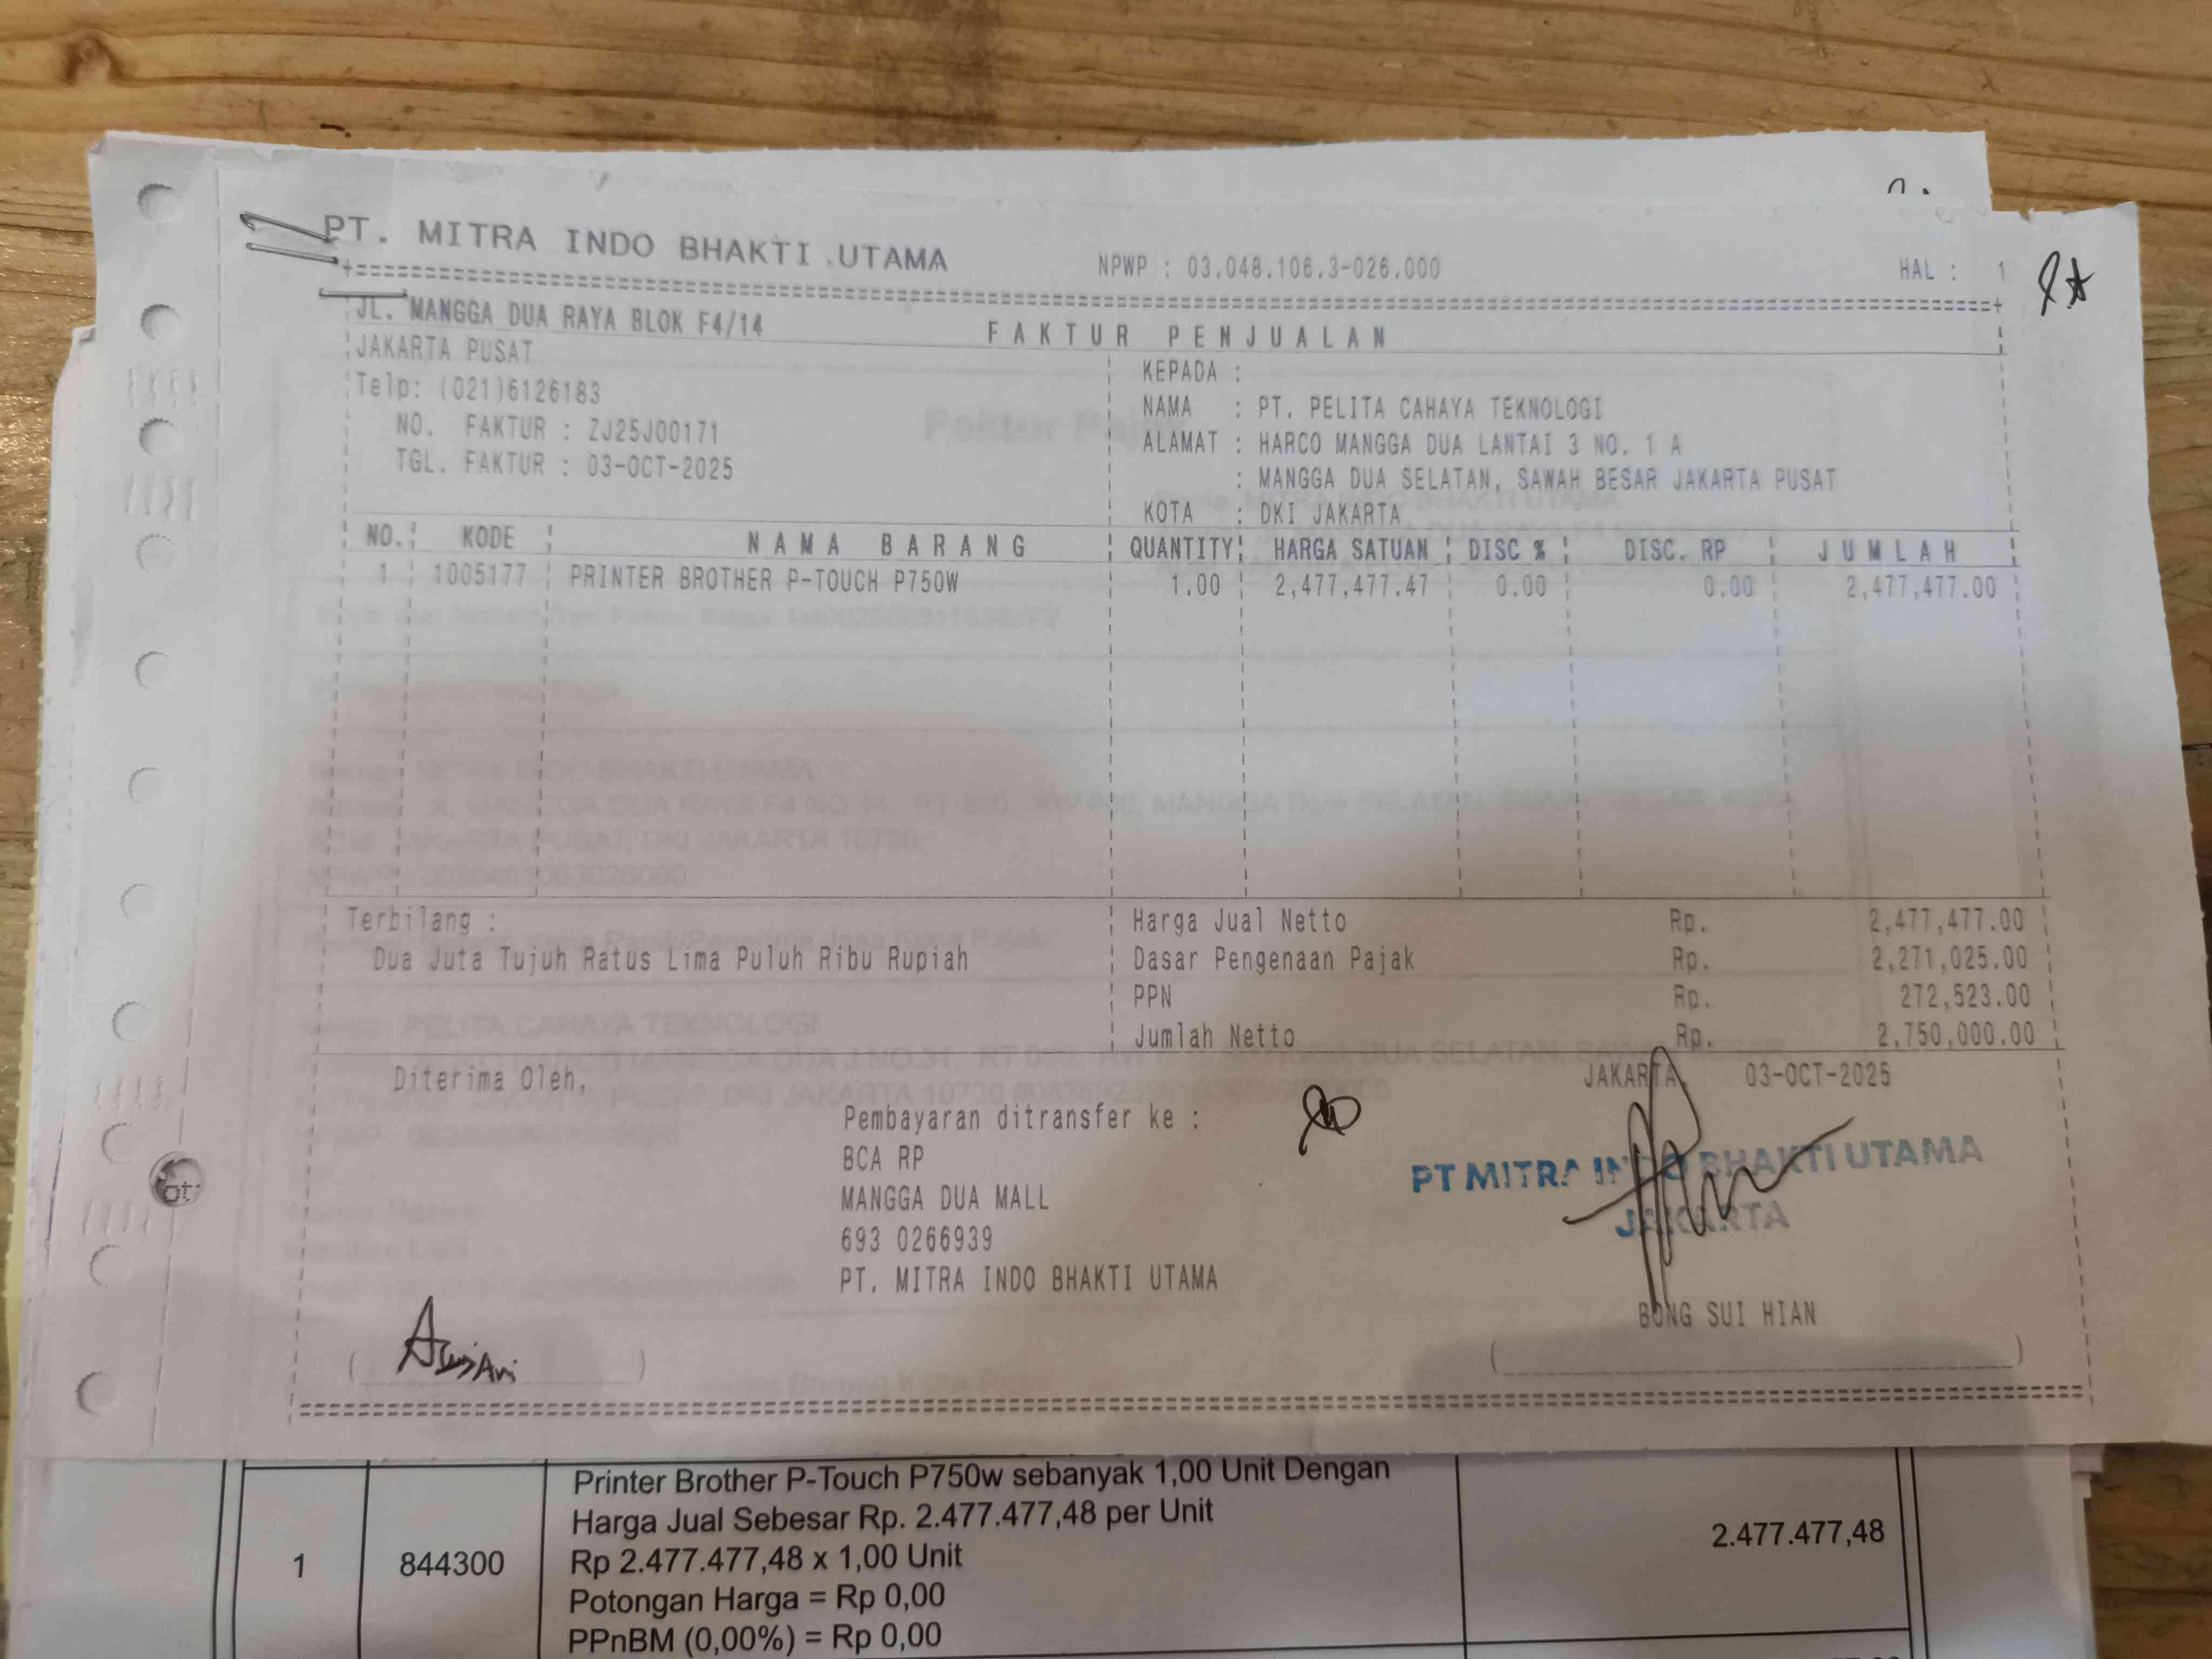 PT. MITRA INDO BHAKTI UTAMA
NPWP : 03.048.106.3-026.000
HAL : 1
JL. MANGGA DUA RAYA BLOK F4/14
FAKTUR PENJUALAN
JAKARTA PUSAT
Telp: (021)6126183
NO. FAKTUR : ZJ25J00171
TGL. FAKTUR : 03-OCT-2025
KEPADA :
NAMA : PT. PELITA CAHAYA TEKNOLOGI
ALAMAT : HARCO MANGGA DUA LANTAI 3 NO. 1 A
: MANGGA DUA SELATAN, SAWAH BESAR JAKARTA PUSAT
KOTA : DKI JAKARTA
NO. KODE NAMA BARANG QUANTITY HARGA SATUAN DISC % DISC. RP JUMLAH
1 1005177 PRINTER BROTHER P-TOUCH P750W 1.00 2,477,477.47 0.00 0.00 2,477,477.00
Terbilang :
Dua Juta Tujuh Ratus Lima Puluh Ribu Rupiah
Harga Jual Netto Rp. 2,477,477.00
Dasar Pengenaan Pajak Rp. 2,271,025.00
PPN Rp. 272,523.00
Jumlah Netto Rp. 2,750,000.00
Diterima Oleh,
JAKARTA, 03-OCT-2025
Pembayaran ditransfer ke :
BCA RP
MANGGA DUA MALL
693 0266939
PT. MITRA INDO BHAKTI UTAMA
PT MITRA INDO BHAKTI UTAMA
JAKARTA
BONG SUI HIAN
Printer Brother P-Touch P750w sebanyak 1,00 Unit Dengan
Harga Jual Sebesar Rp. 2.477.477,48 per Unit
1 844300 Rp 2.477.477,48 x 1,00 Unit 2.477.477,48
Potongan Harga = Rp 0,00
PPnBM (0,00%) = Rp 0,00